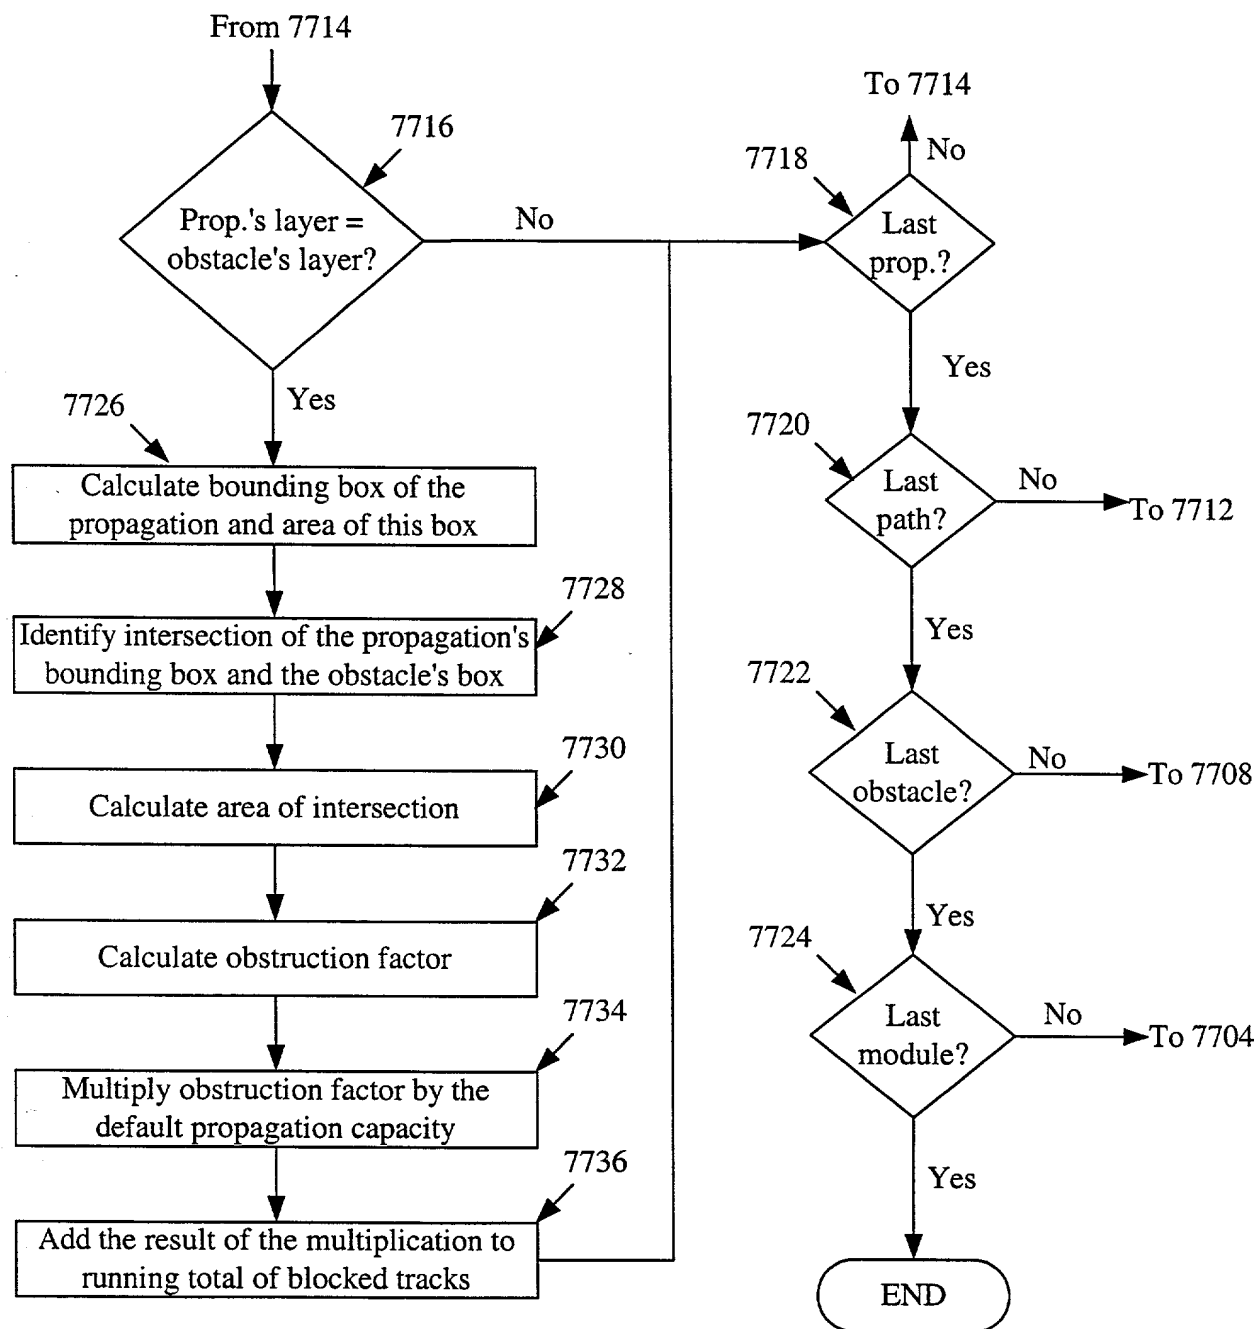 From 7714
7716
Prop.'s layer =
obstacle's layer?
No
Yes
7726
Calculate bounding box of the
propagation and area of this box
7728
Identify intersection of the propagation's
bounding box and the obstacle's box
7730
Calculate area of intersection
7732
Calculate obstruction factor
7734
Multiply obstruction factor by the
default propagation capacity
7736
Add the result of the multiplication to
running total of blocked tracks
To 7714
No
7718
Last
prop.?
Yes
7720
Last
path?
No
To 7712
Yes
7722
Last
obstacle?
No
To 7708
Yes
7724
Last
module?
No
To 7704
Yes
END